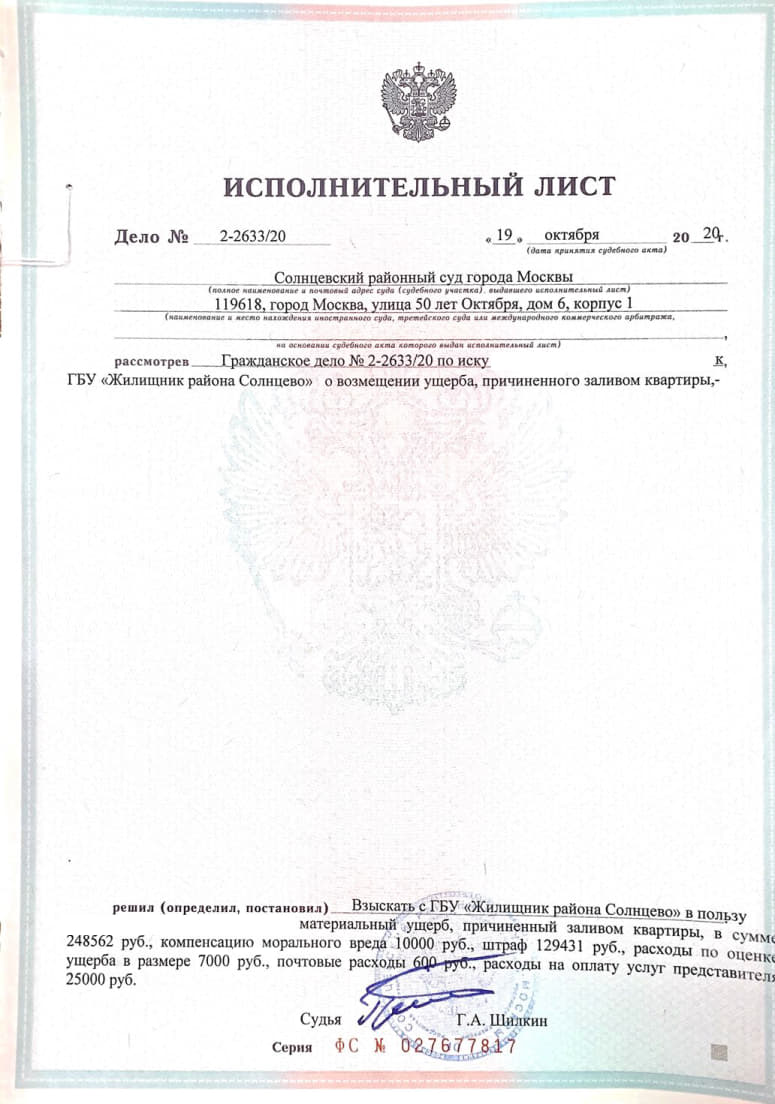 ИСПОЛНИТЕЛЬНЫЙ ЛИСТ
Дело № 2-2633/20 « 19 » октября 20 20 г.
(дата принятия судебного акта)
Солнцевский районный суд города Москвы
(полное наименование и почтовый адрес суда (судебного участка), выдавшего исполнительный лист)
119618, город Москва, улица 50 лет Октября, дом 6, корпус 1
(наименование и место нахождения иностранного суда, третейского суда или международного коммерческого арбитража,
на основании судебного акта которого выдан исполнительный лист)
рассмотрев Гражданское дело № 2-2633/20 по иску к
ГБУ «Жилищник района Солнцево» о возмещении ущерба, причиненного заливом квартиры,-
решил (определил, постановил) Взыскать с ГБУ «Жилищник района Солнцево» в пользу
материальный ущерб, причиненный заливом квартиры, в сумме
248562 руб., компенсацию морального вреда 10000 руб., штраф 129431 руб., расходы по оценке
ущерба в размере 7000 руб., почтовые расходы 600 руб., расходы на оплату услуг представителя
25000 руб.
Судья Г.А. Шилкин
Серия ФС № 027677817